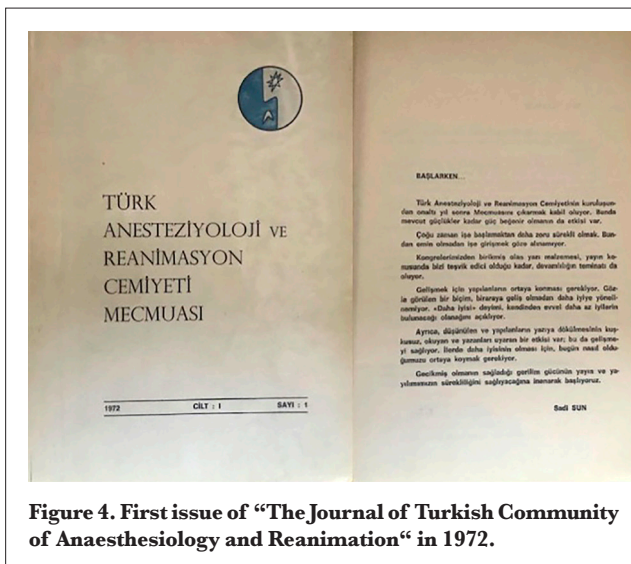 TÜRK
ANESTEZİYOLOJİ VE
REANİMASYON
CEMİYETİ
MECMUASI
1972 CİLT : I SAYI : 1
BAŞLARKEN...
Türk Anesteziyoloji ve Reanimasyon Cemiyetinin kuruluşun-
dan onaltı yıl sonra Mecmuasını çıkarmak kabil oluyor. Bunda
mevcut güçlükler kadar güç beğenir olmanın da etkisi var.
Çoğu zaman işe başlamaktan daha zoru sürekli olmak. Bun-
dan emin olmadan işe girişmek göze alınamıyor.
Kongrelerimizden birikmiş olan yazı malzemesi, yayın ko-
nusunda bizi teşvik edici olduğu kadar, devamlılığın teminatı da
oluyor.
Gelişmek için yapılanların ortaya konması gerekiyor. Göz-
le görülen bir biçim, biraraya geliş olmadan daha iyiye yöneli-
nemiyor. «Daha iyisi» deyimi, kendinden evvel daha az iyilerin
bulunacağı olanağını açıklıyor.
Ayrıca, düşünülen ve yapılanların yazıya dökülmesinin kuş-
kusuz, okuyan ve yazanları uyaran bir etkisi var; bu da gelişme-
yi sağlıyor. İlerde daha iyisinin olması için, bugün nasıl oldu-
ğumuzu ortaya koymak gerekiyor.
Gecikmiş olmanın sağladığı gerilim gücünün yayın ve ya-
yılmamızın sürekliliğini sağlıyacağına inanarak başlıyoruz.
Sadi SUN
Figure 4. First issue of “The Journal of Turkish Community
of Anaesthesiology and Reanimation“ in 1972.